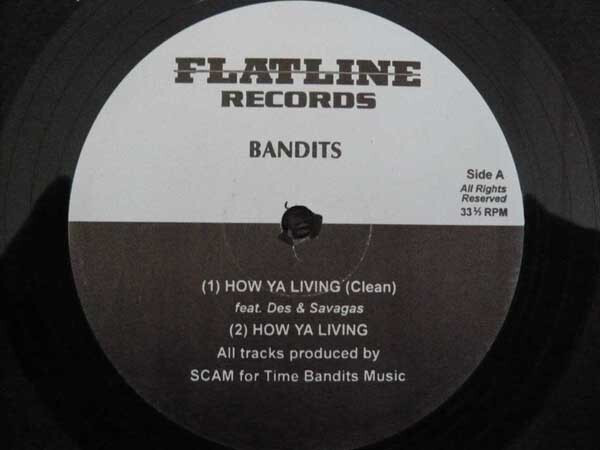 FLATLINE
RECORDS
BANDITS
Side A
All Rights
Reserved
33⅓ RPM
(1) HOW YA LIVING (Clean)
feat. Des & Savagas
(2) HOW YA LIVING
All tracks produced by
SCAM for Time Bandits Music